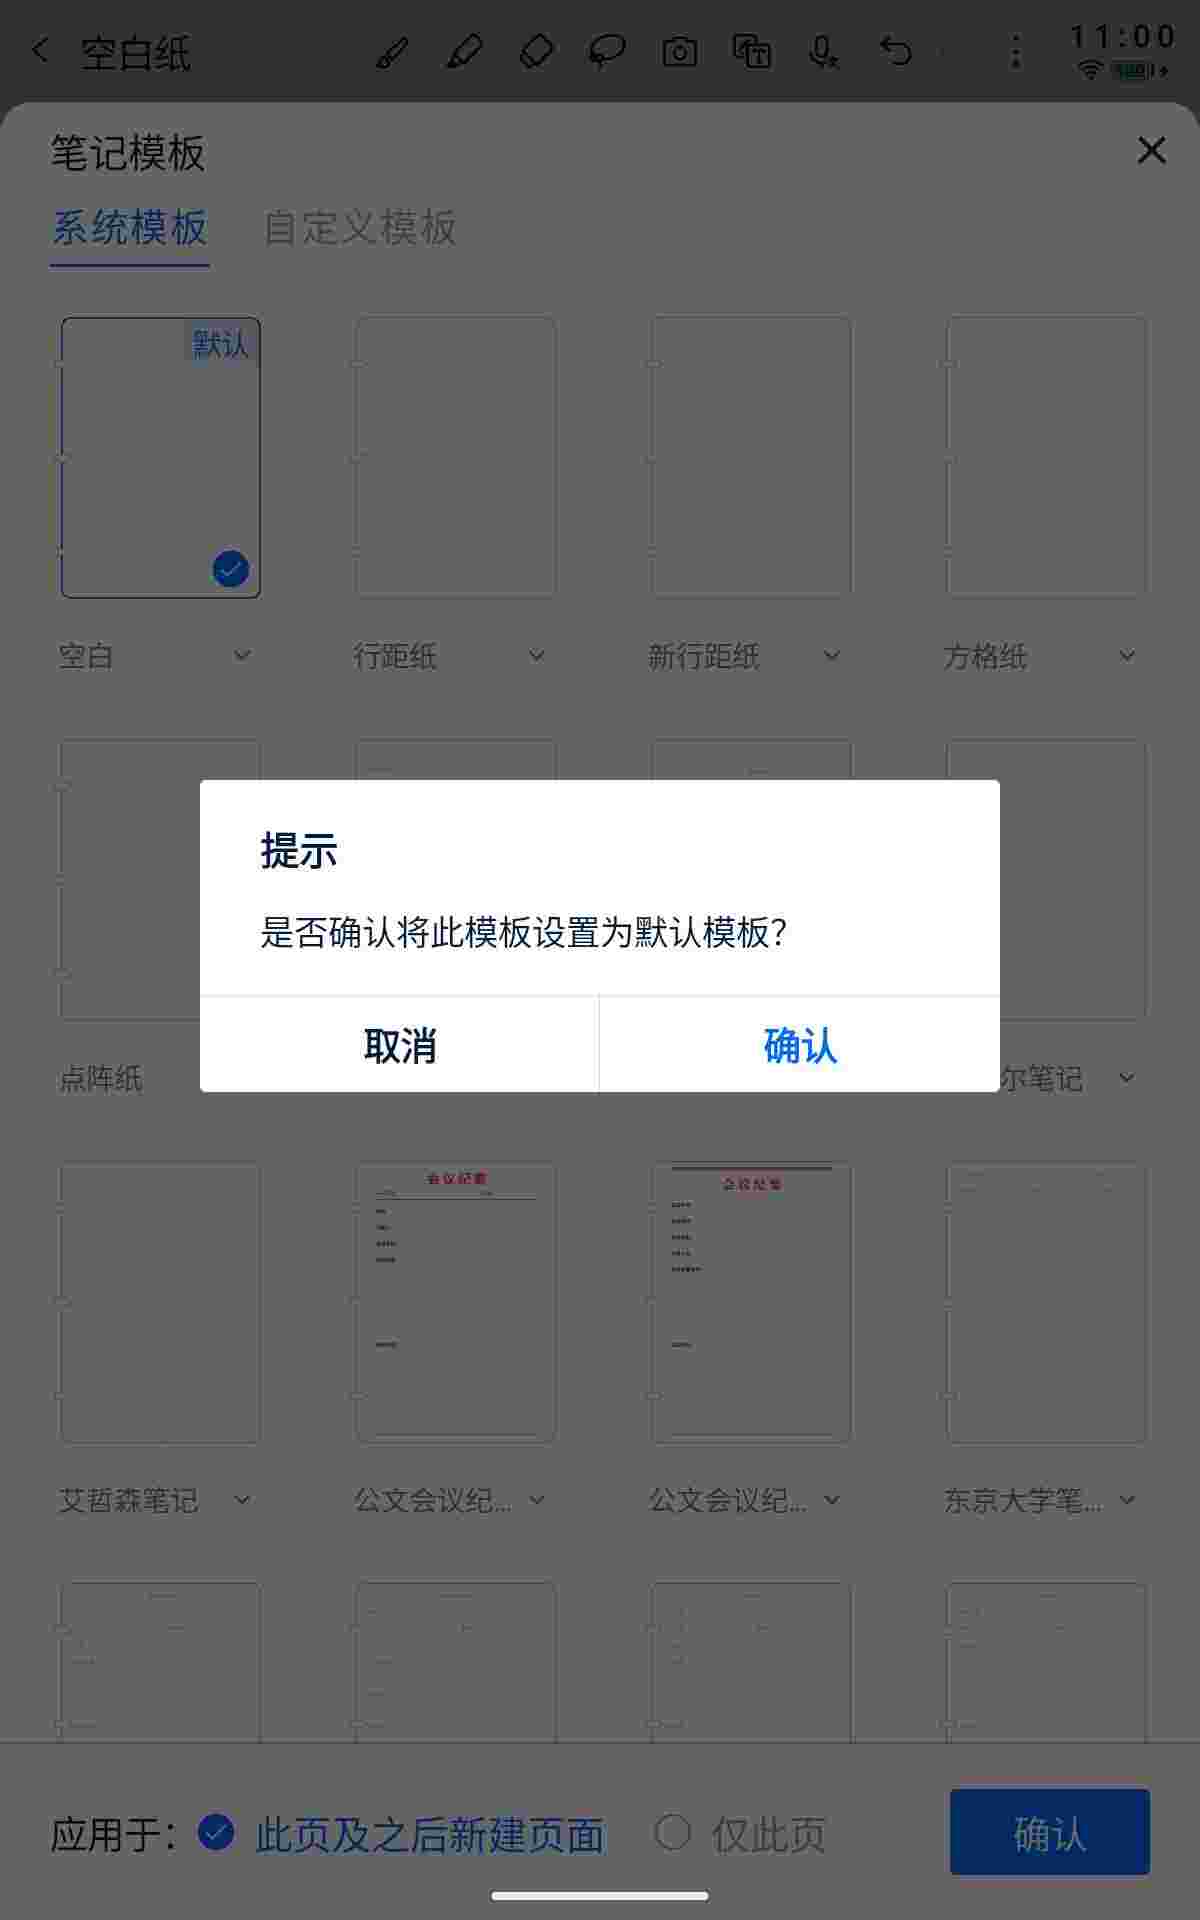 空白纸
11:00
笔记模板
系统模板 自定义模板
默认
空白 行距纸 新行距纸 方格纸
提示
是否确认将此模板设置为默认模板?
取消 确认
点阵纸 尔笔记
会议纪要
会议纪要
艾哲森笔记 公文会议纪... 公文会议纪... 东京大学笔...
应用于: 此页及之后新建页面 仅此页 确认